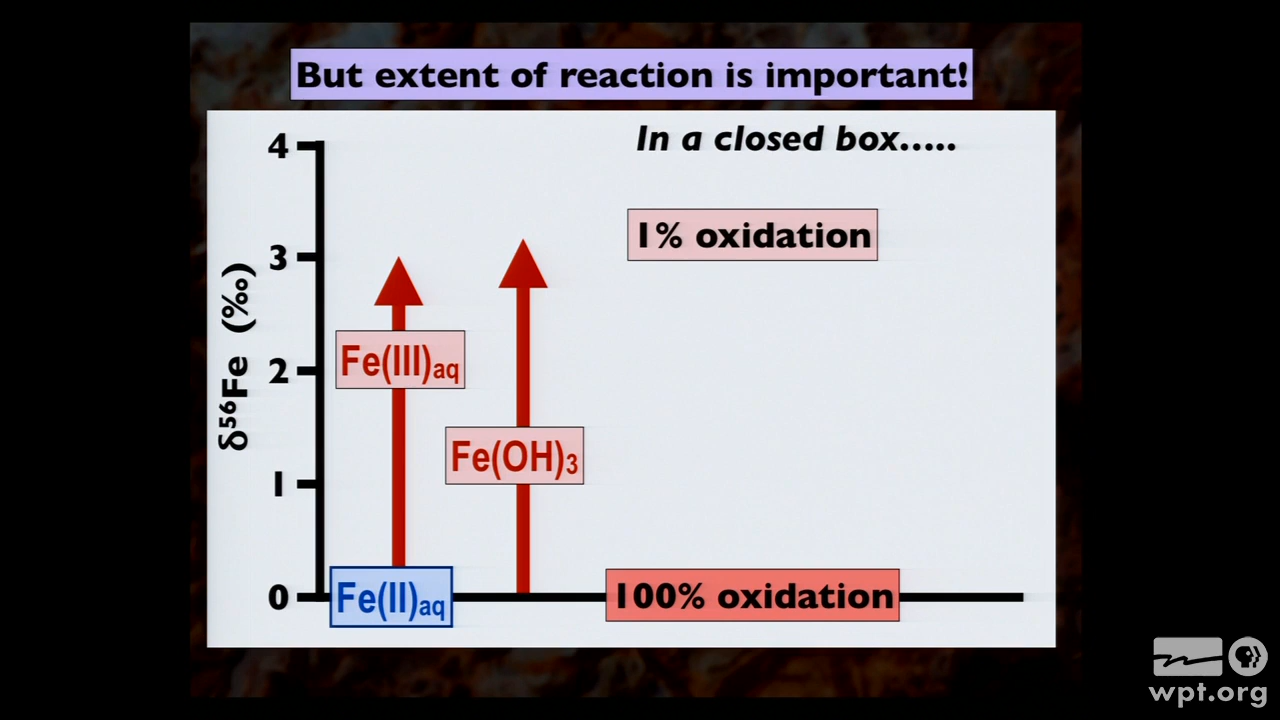 But extent of reaction is important!
In a closed box.....
4
3
2
1
0
δ⁵⁶Fe (‰)
1% oxidation
Fe(III)aq
Fe(OH)₃
Fe(II)aq
100% oxidation
PBS
wpt.org